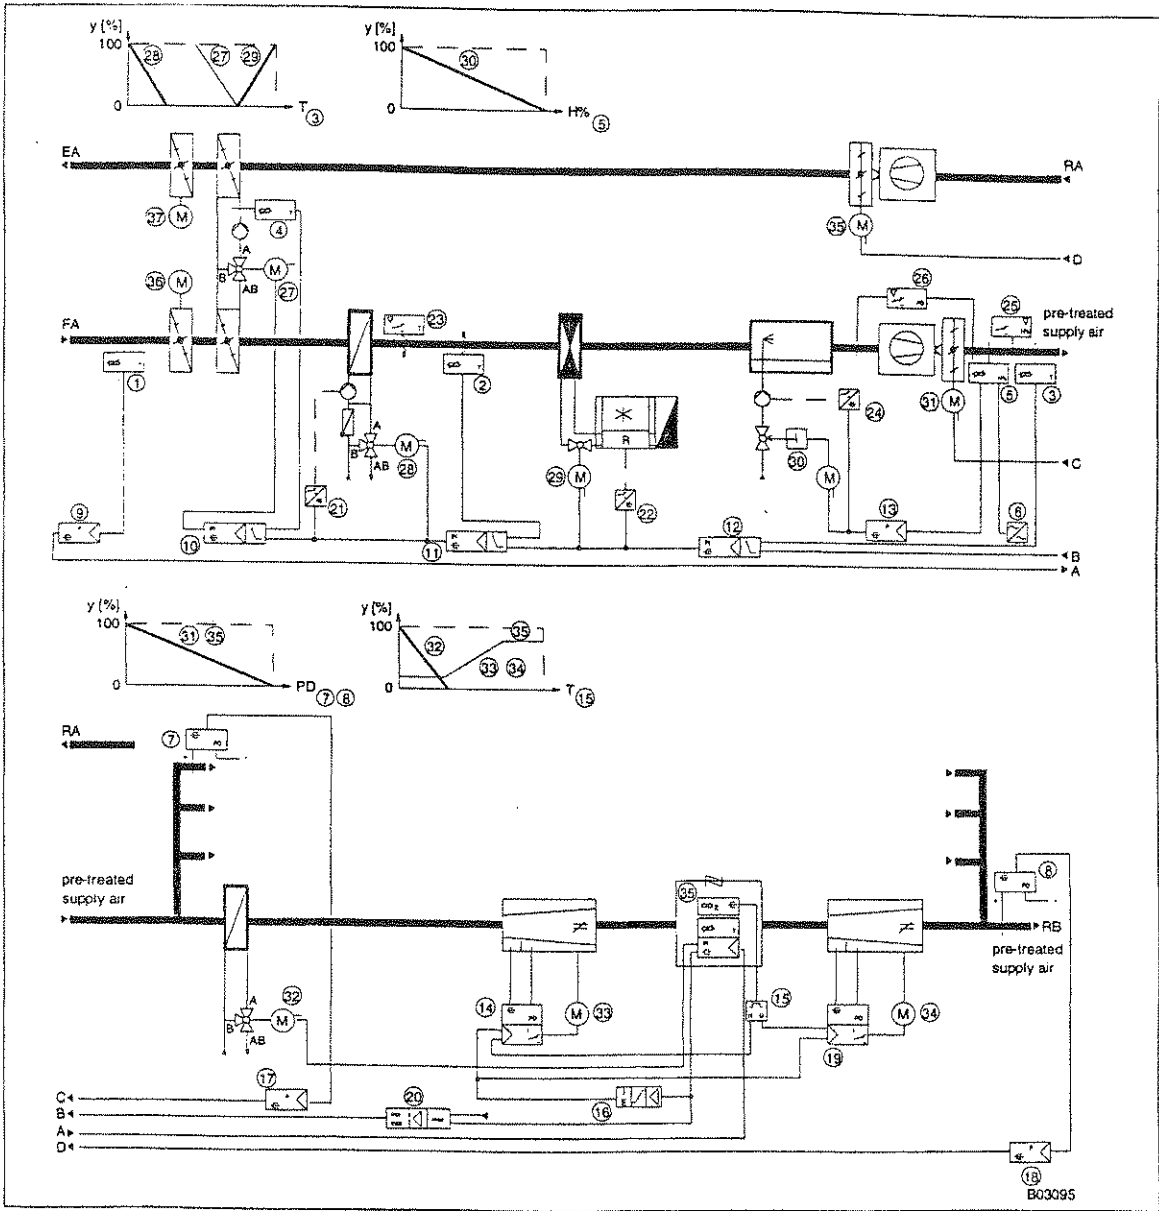 y [%]
100
28 27 29
0
T 3
y [%]
100
30
0
H% 5
EA
RA
37 M
4
35 M
A
D
36 M
B
M
27
AB
26
25
pre-treated
supply air
FA
23
1
2
5
3
24
31 M
A
B
M
28
AB
R
29 M
30
C
M
21
22
13
6
9
10
11
12
B
A
y [%]
100
31 35
0
PD 7 8
y [%]
100
35
32
33 34
0
T 15
RA
7
8
pre-treated
supply air
35
CO2
RB
pre-treated
supply air
32
A
B
M
AB
14
M 33
15
M 34
19
17
C
20
16
B
A
D
18
B03095